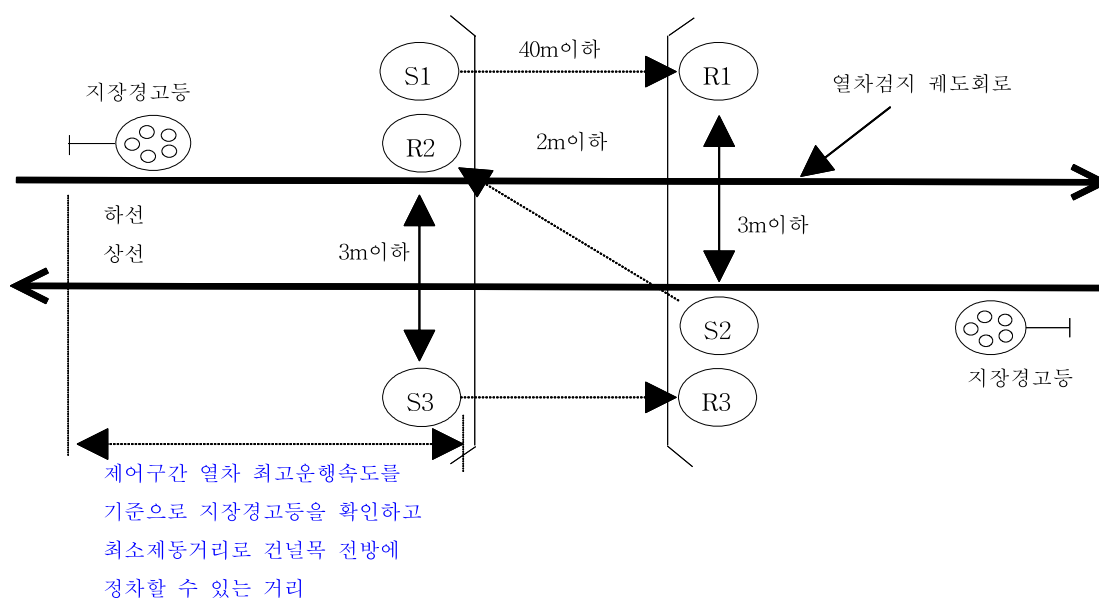 40m이하
S1
R1
열차검지 궤도회로
지장경고등
R2
2m이하
하선
상선
3m이하
3m이하
S2
지장경고등
S3
R3
제어구간 열차 최고운행속도를
기준으로 지장경고등을 확인하고
최소제동거리로 건널목 전방에
정차할 수 있는 거리